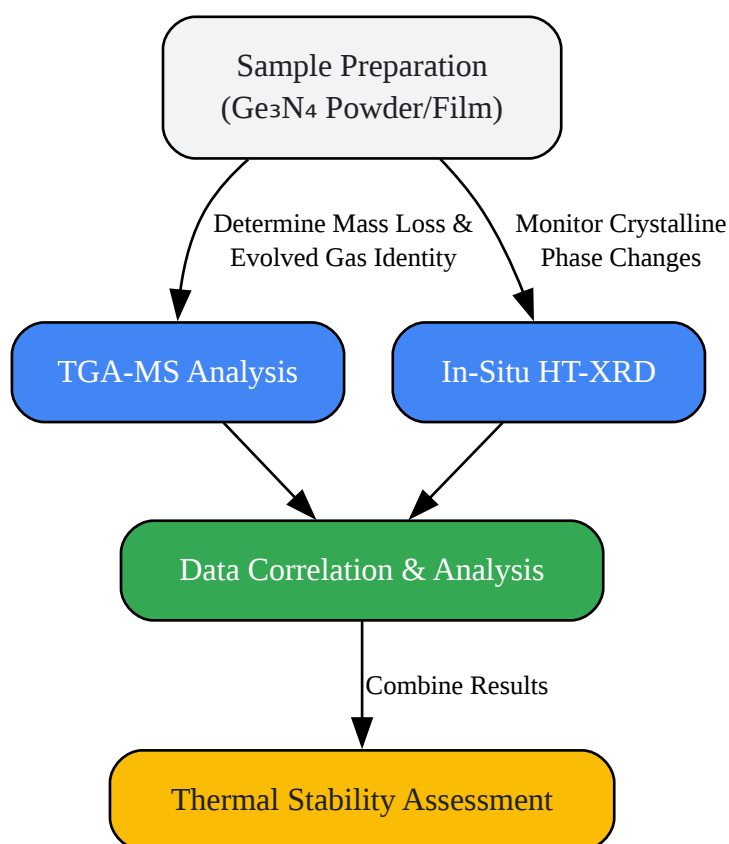 Sample Preparation
(Ge₃N₄ Powder/Film)
Determine Mass Loss &
Evolved Gas Identity
Monitor Crystalline
Phase Changes
TGA-MS Analysis
In-Situ HT-XRD
Data Correlation & Analysis
Combine Results
Thermal Stability Assessment